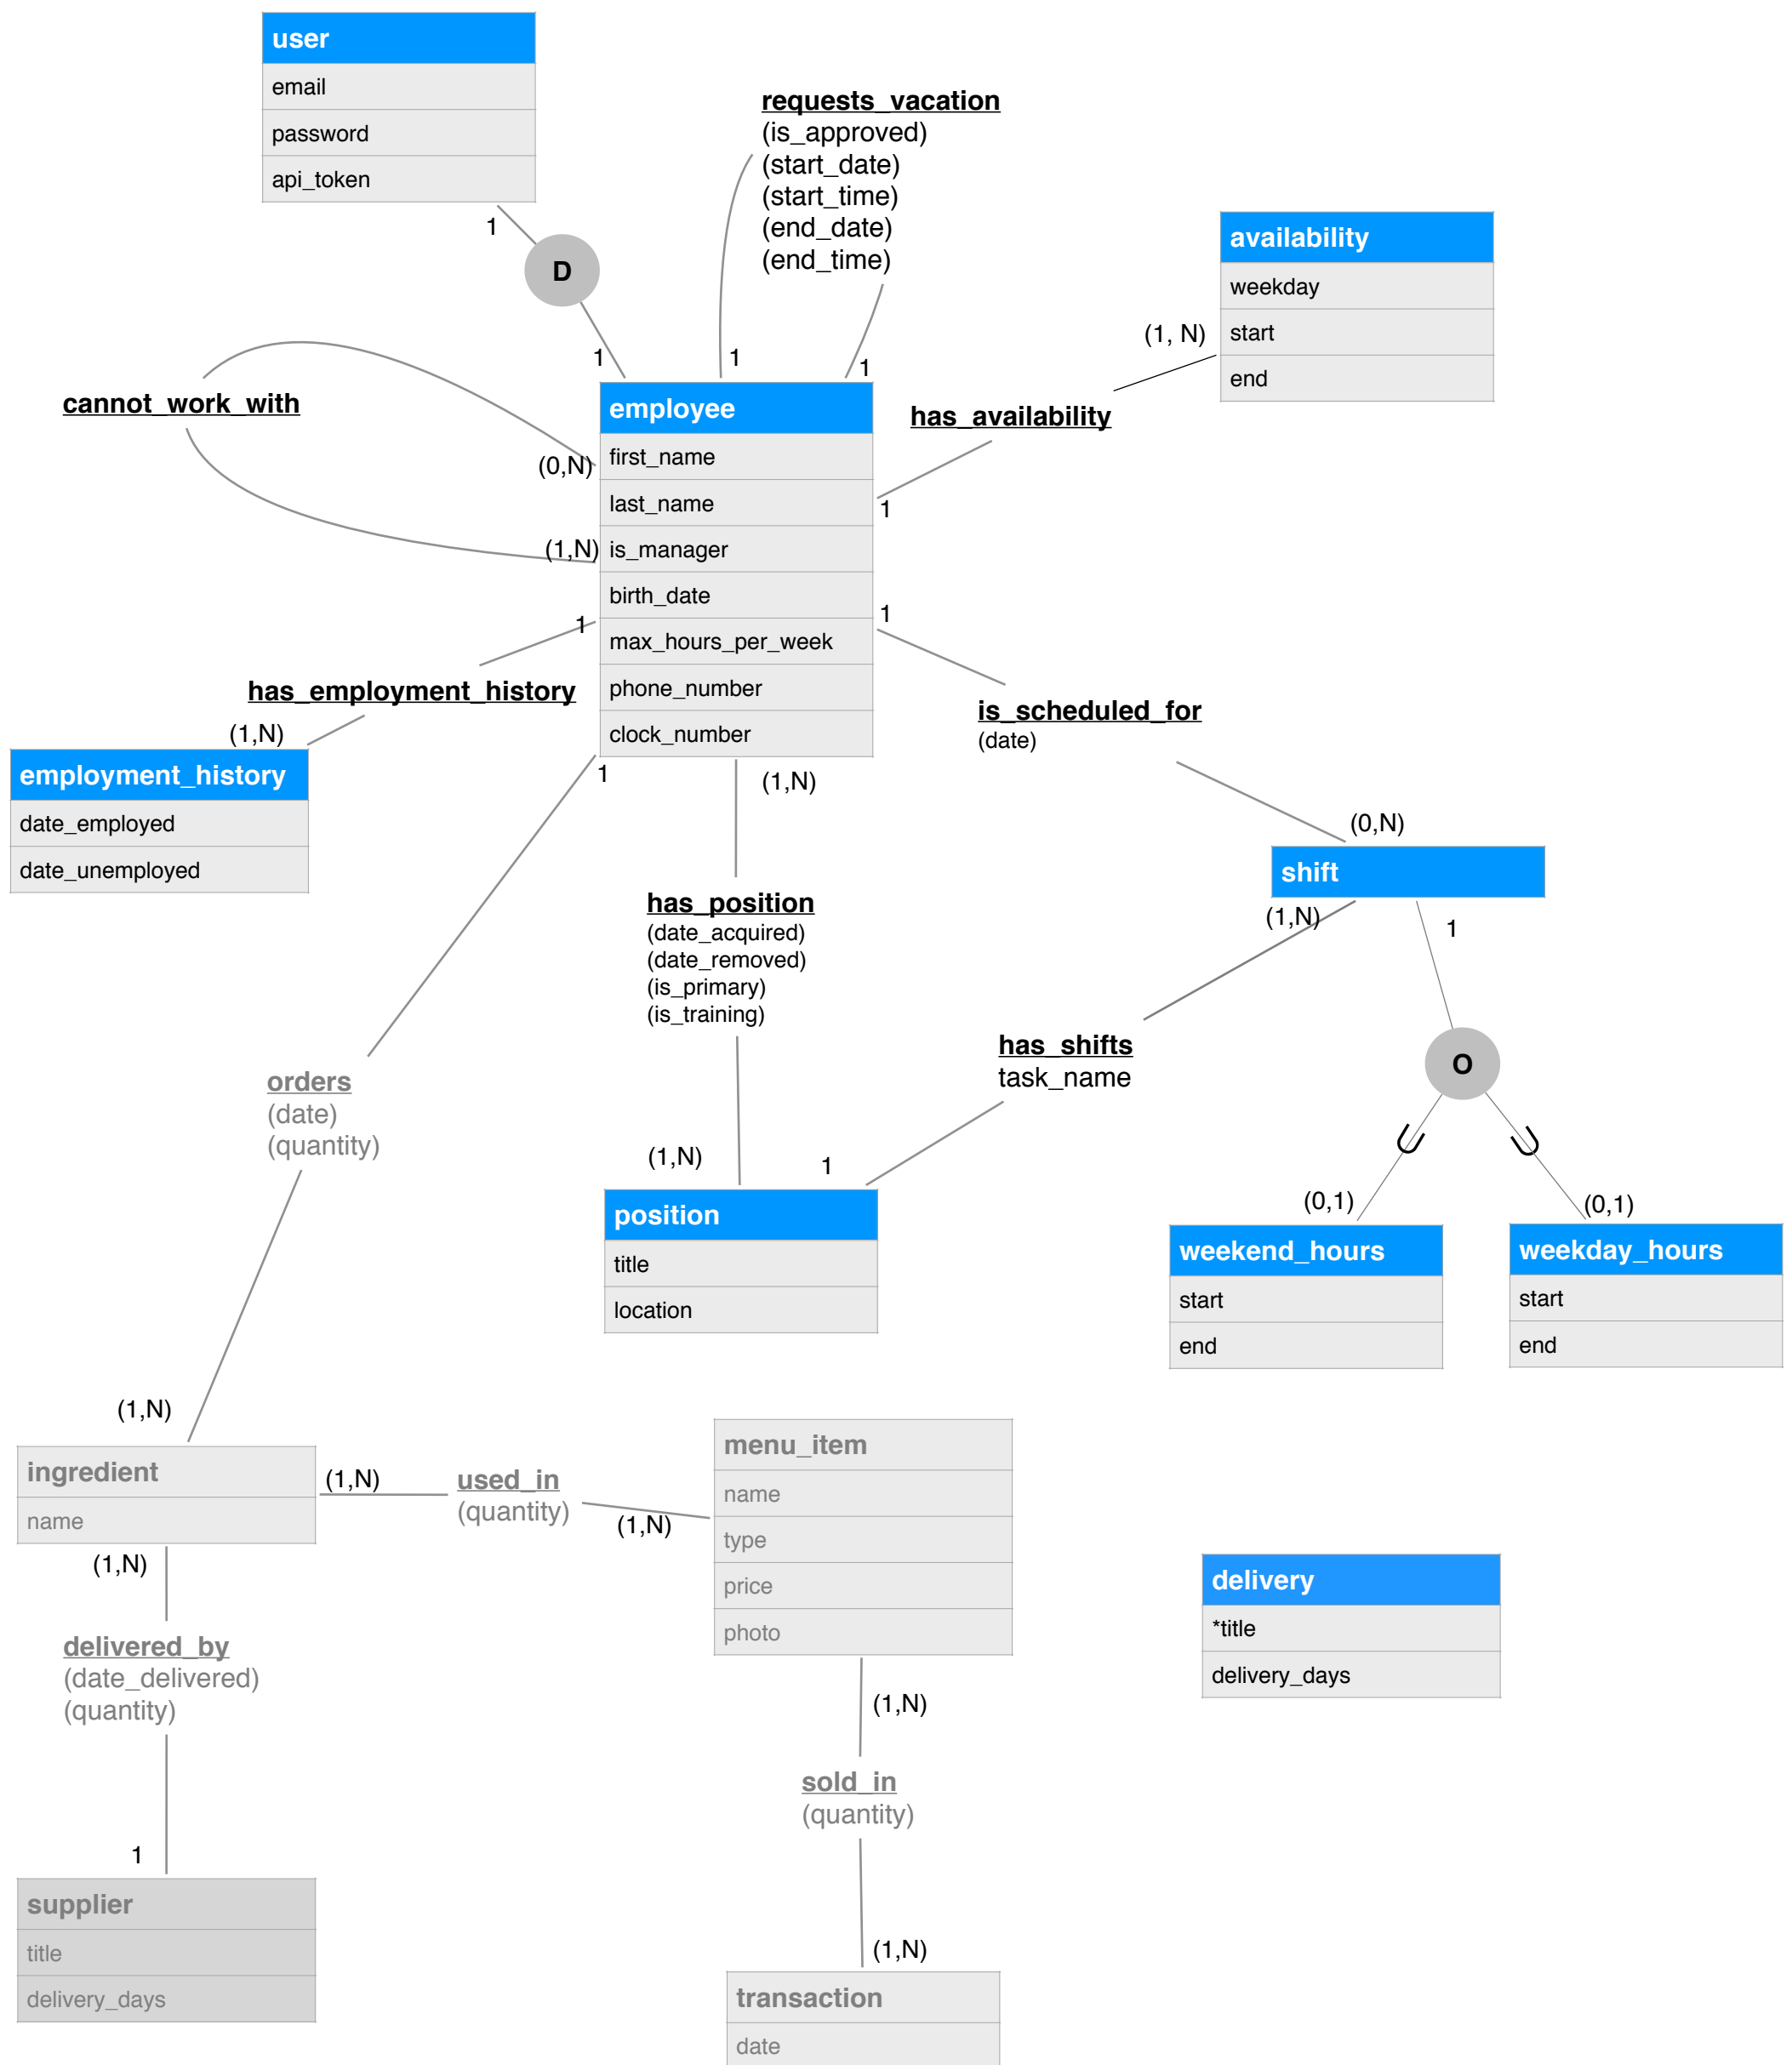 user
email
password
api_token
1
D
1
requests_vacation
(is_approved)
(start_date)
(start_time)
(end_date)
(end_time)
1
1
availability
weekday
start
end
(1, N)
has_availability
1
cannot_work_with
(0,N)
(1,N)
employee
first_name
last_name
is_manager
birth_date
max_hours_per_week
phone_number
clock_number
1
has_employment_history
(1,N)
employment_history
date_employed
date_unemployed
1
is_scheduled_for
(date)
(0,N)
shift
(1,N)
1
1
(1,N)
has_position
(date_acquired)
(date_removed)
(is_primary)
(is_training)
(1,N)
has_shifts
task_name
1
O
(0,1)
(0,1)
orders
(date)
(quantity)
(1,N)
position
title
location
weekend_hours
start
end
weekday_hours
start
end
ingredient
name
(1,N)
used_in
(quantity)
(1,N)
menu_item
name
type
price
photo
(1,N)
delivered_by
(date_delivered)
(quantity)
1
supplier
title
delivery_days
delivery
*title
delivery_days
(1,N)
sold_in
(quantity)
(1,N)
transaction
date